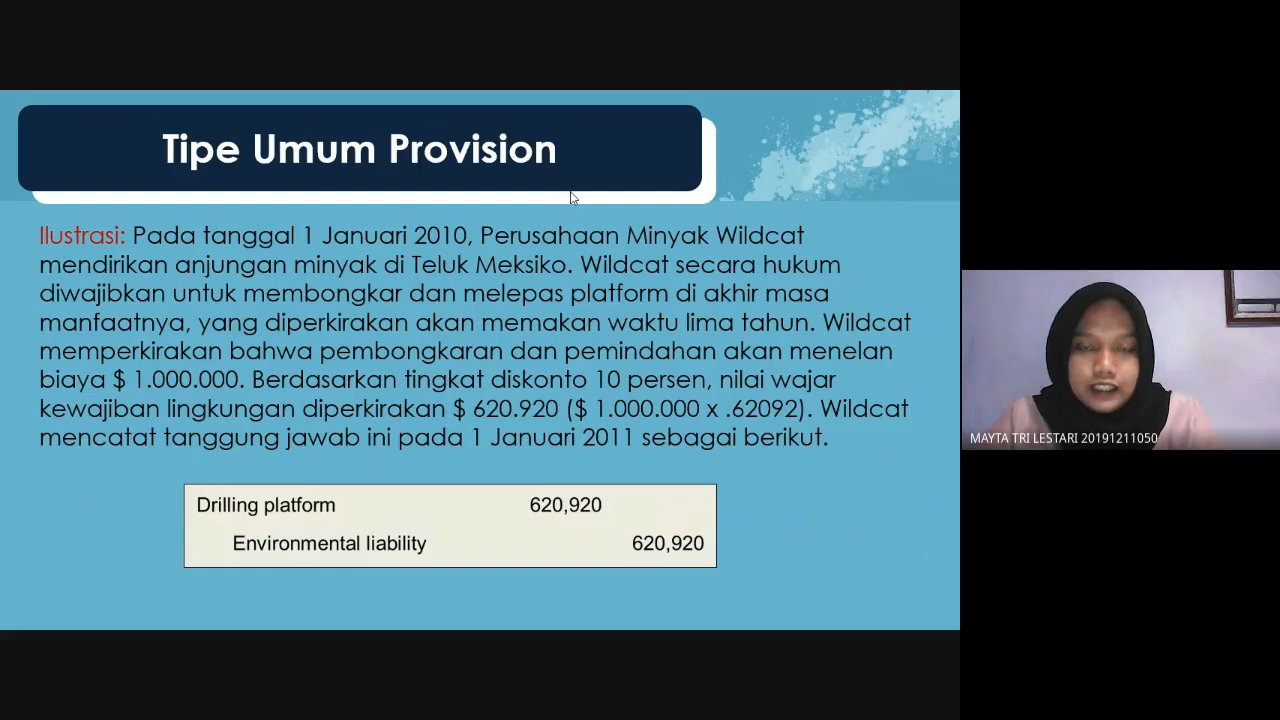 Tipe Umum Provision
Ilustrasi: Pada tanggal 1 Januari 2010, Perusahaan Minyak Wildcat
mendirikan anjungan minyak di Teluk Meksiko. Wildcat secara hukum
diwajibkan untuk membongkar dan melepas platform di akhir masa
manfaatnya, yang diperkirakan akan memakan waktu lima tahun. Wildcat
memperkirakan bahwa pembongkaran dan pemindahan akan menelan
biaya $ 1.000.000. Berdasarkan tingkat diskonto 10 persen, nilai wajar
kewajiban lingkungan diperkirakan $ 620.920 ($ 1.000.000 x .62092). Wildcat
mencatat tanggung jawab ini pada 1 Januari 2011 sebagai berikut.
Drilling platform 620,920
Environmental liability 620,920
MAYTA TRI LESTARI 20191211050